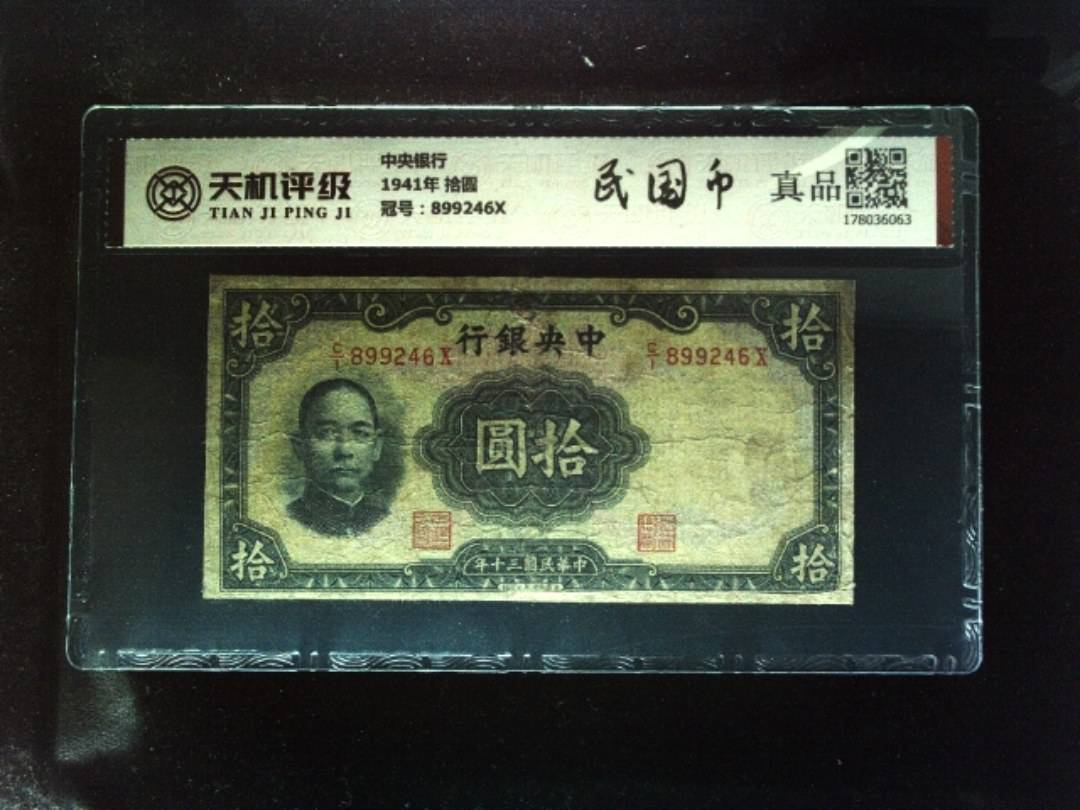 天机评级
TIAN JI PING JI
中央银行
1941年 拾圆
冠号：899246X
民国币
真品
178036063
拾
拾
行銀央中
C/1 899246X
C/1 899246X
圓拾
年十三國民華中
拾
拾